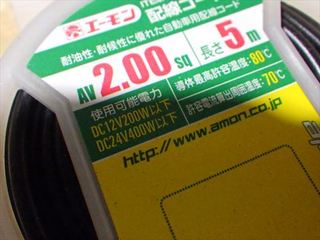 エーモン 配線コー
耐油性・耐候性に優れた自動車用配線コード
AV 2.00 sq 長さ 5m
使用可能電力 導体最高許容温度：80℃
DC12V200W以下 許容電流算出周囲温度：70℃
DC24V400W以下
http://www.amon.co.jp